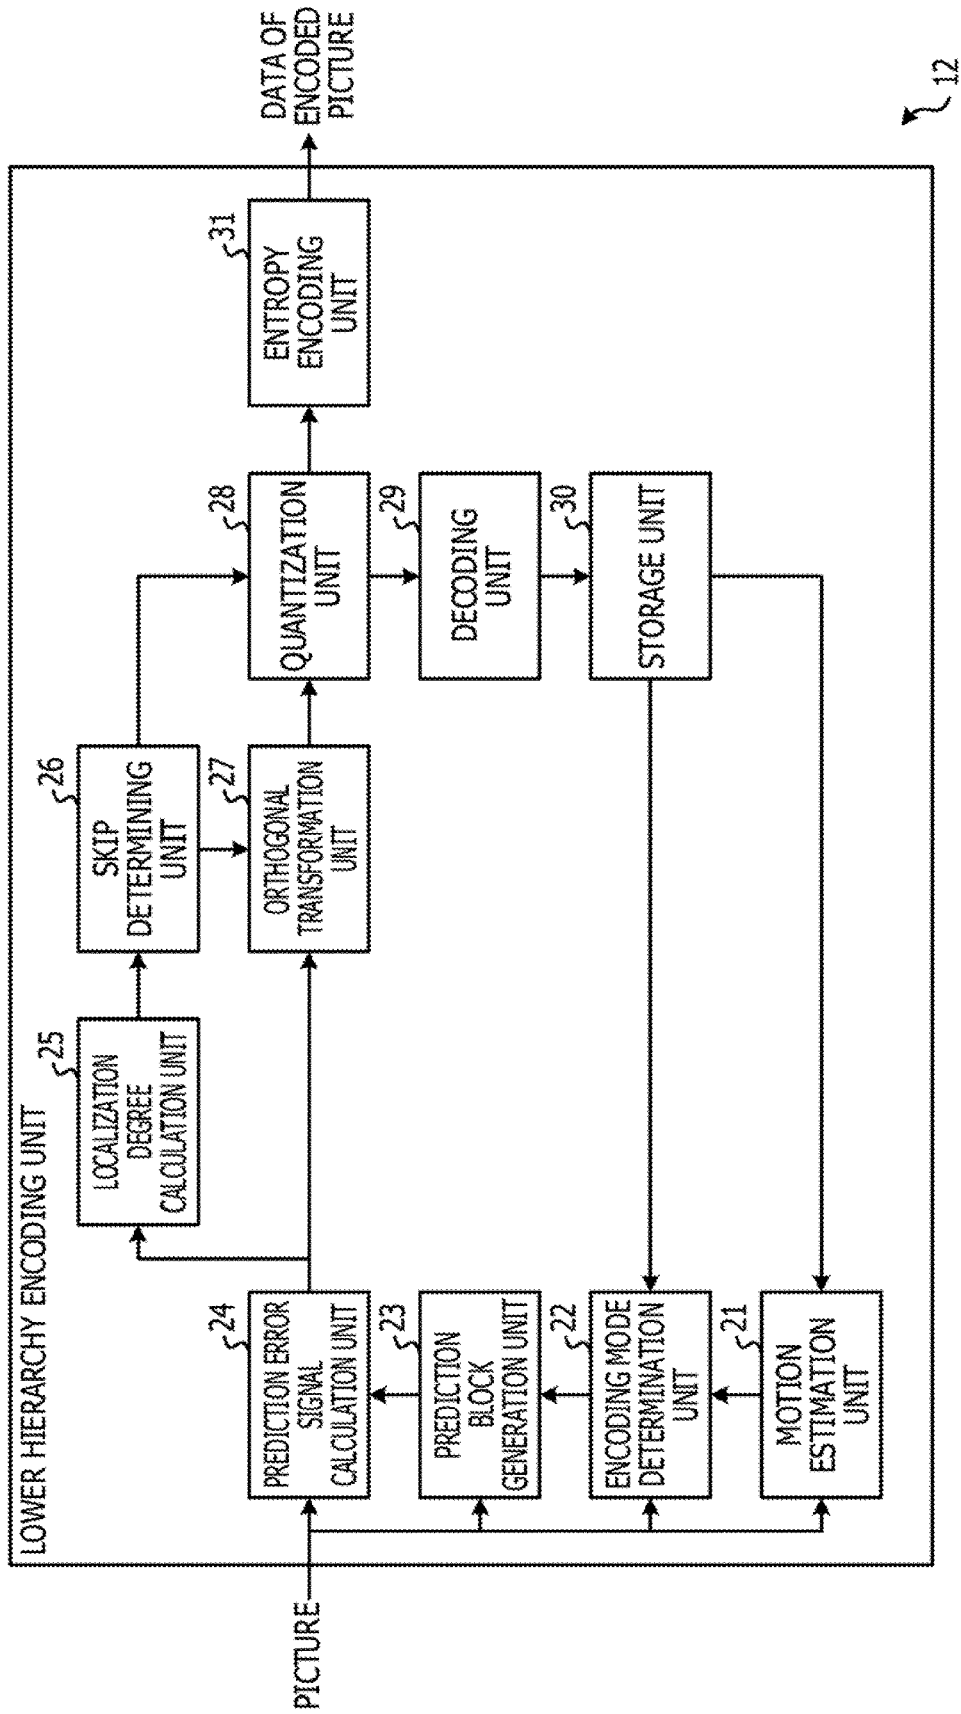 LOWER HIERARCHY ENCODING UNIT
PICTURE
24
PREDICTION ERROR
SIGNAL
CALCULATION UNIT
23
PREDICTION
BLOCK
GENERATION UNIT
22
ENCODING MODE
DETERMINATION
UNIT
21
MOTION
ESTIMATION
UNIT
25
LOCALIZATION
DEGREE
CALCULATION UNIT
26
SKIP
DETERMINING
UNIT
27
ORTHOGONAL
TRANSFORMATION
UNIT
28
QUANTIZATION
UNIT
29
DECODING
UNIT
30
STORAGE UNIT
31
ENTROPY
ENCODING
UNIT
DATA OF
ENCODED
PICTURE
12